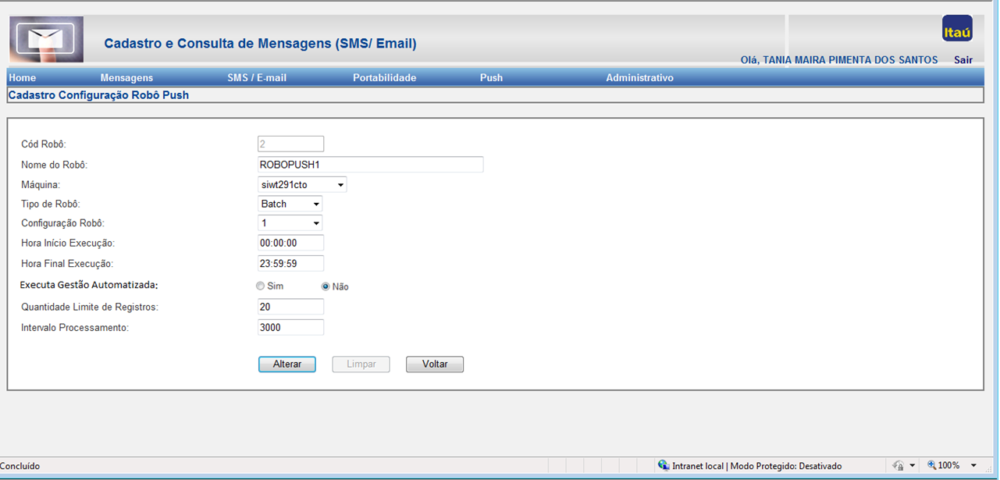 Cadastro e Consulta de Mensagens (SMS/ Email)
Itaú
Olá, TANIA MAIRA PIMENTA DOS SANTOS Sair
Home Mensagens SMS / E-mail Portabilidade Push Administrativo
Cadastro Configuração Robô Push
Cód Robô: 2
Nome do Robô: ROBOPUSH1
Máquina: siwt291cto
Tipo de Robô: Batch
Configuração Robô: 1
Hora Início Execução: 00:00:00
Hora Final Execução: 23:59:59
Executa Gestão Automatizada: Sim Não
Quantidade Limite de Registros: 20
Intervalo Processamento: 3000
Alterar Limpar Voltar
Concluído Intranet local | Modo Protegido: Desativado 100%